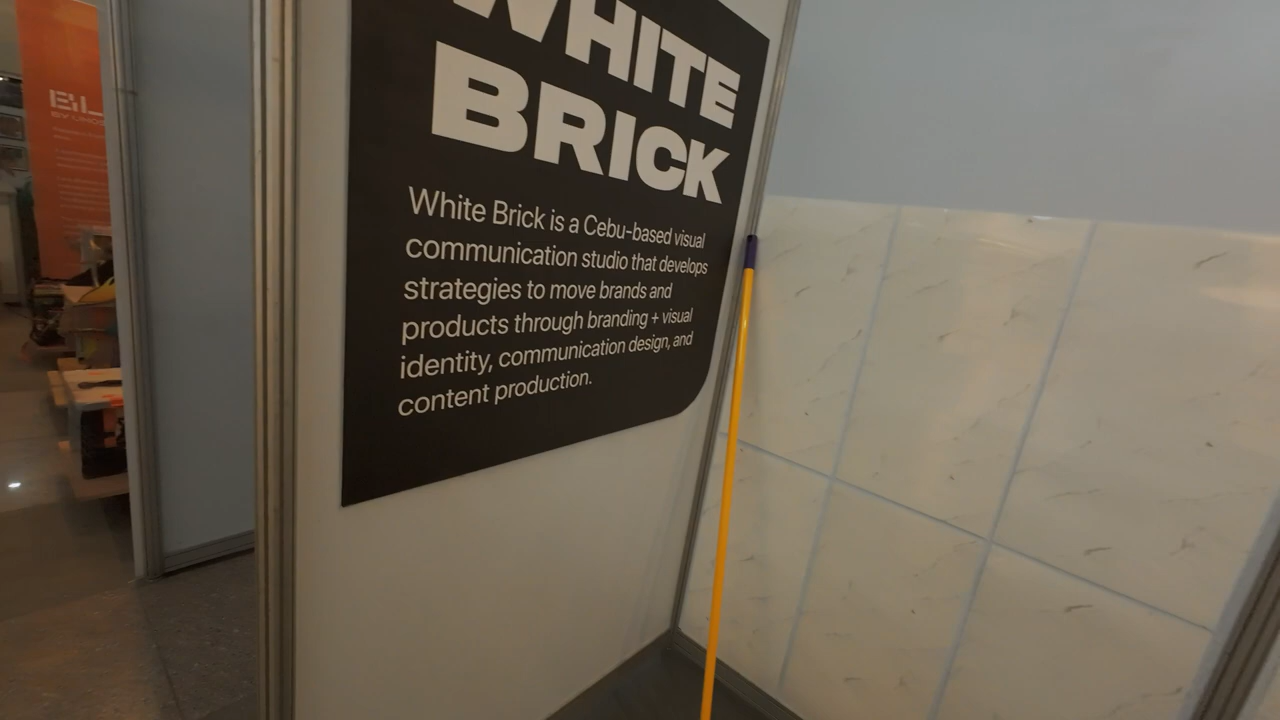 WHITE
BRICK
White Brick is a Cebu-based visual
communication studio that develops
strategies to move brands and
products through branding + visual
identity, communication design, and
content production.